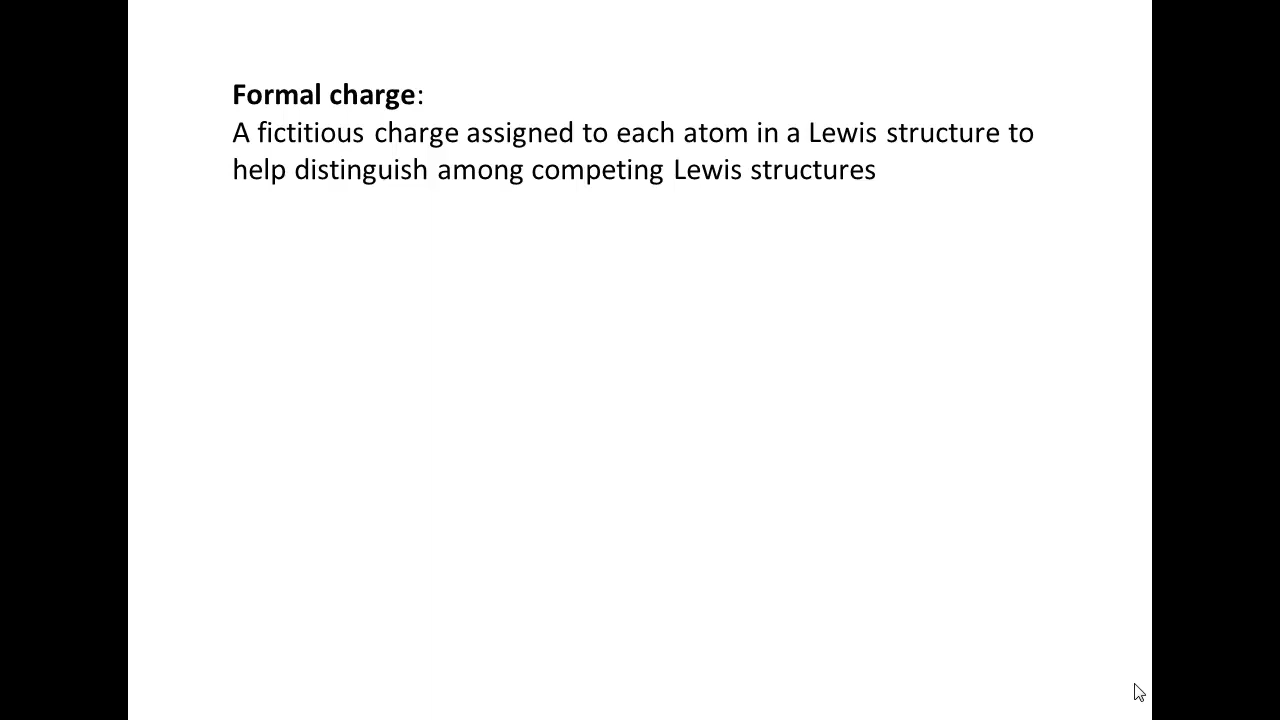 Formal charge:
A fictitious charge assigned to each atom in a Lewis structure to
help distinguish among competing Lewis structures